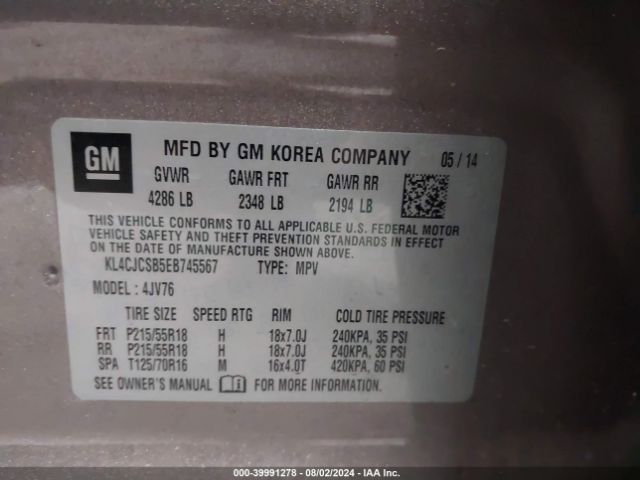 GM
MFD BY GM KOREA COMPANY 05 / 14
GVWR GAWR FRT GAWR RR
4286 LB 2348 LB 2194 LB
THIS VEHICLE CONFORMS TO ALL APPLICABLE U.S. FEDERAL MOTOR
VEHICLE SAFETY AND THEFT PREVENTION STANDARDS IN EFFECT
ON THE DATE OF MANUFACTURE SHOWN ABOVE.
KL4CJCSB5EB745567 TYPE: MPV
MODEL : 4JV76
TIRE SIZE SPEED RTG RIM COLD TIRE PRESSURE
FRT P215/55R18 H 18x7.0J 240KPA, 35 PSI
RR P215/55R18 H 18x7.0J 240KPA, 35 PSI
SPA T125/70R16 M 16x4.0T 420KPA, 60 PSI
SEE OWNER'S MANUAL FOR MORE INFORMATION.
000-39991278 - 08/02/2024 - IAA Inc.